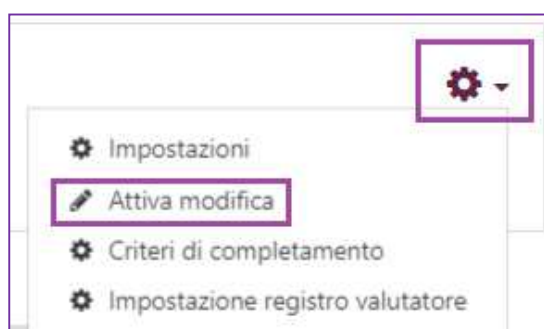 Impostazioni
Attiva modifica
Criteri di completamento
Impostazione registro valutatore